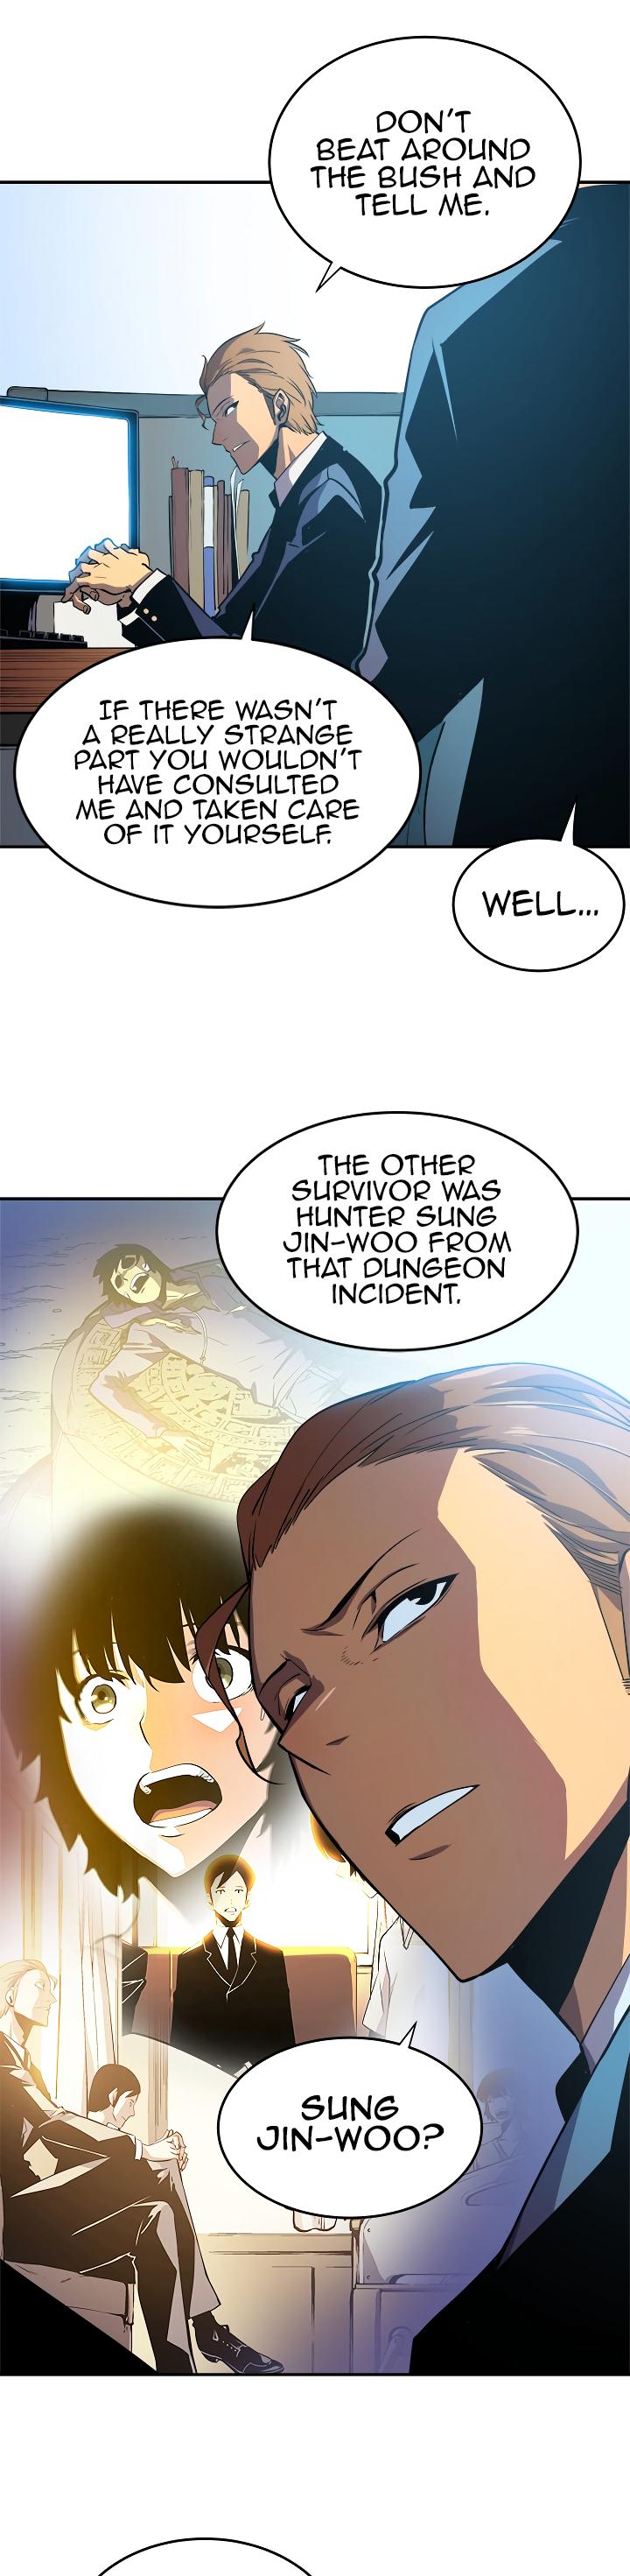 DON'T
BEAT AROUND
THE BUSH AND
TELL ME.
IF THERE WASN'T
A REALLY STRANGE
PART YOU WOULDN'T
HAVE CONSULTED
ME AND TAKEN CARE
OF IT YOURSELF.
WELL...
THE OTHER
SURVIVOR WAS
HUNTER SUNG
JIN-WOO FROM
THAT DUNGEON
INCIDENT.
SUNG
JIN-WOO?